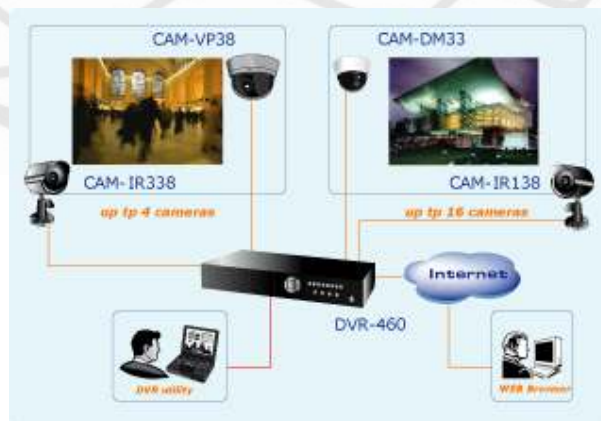 CAM-VP38
CAM-DM33
CAM-IR338
CAM-IR138
up tp 4 cameras
up tp 16 cameras
Internet
DVR-460
DVR utility
WEB Browser